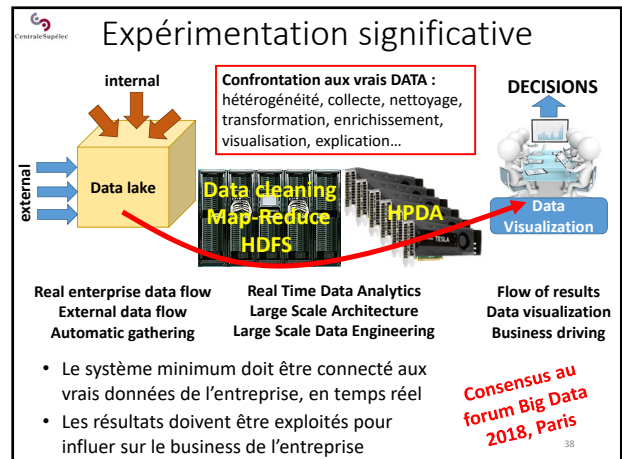 CentraleSupélec
Expérimentation significative
internal
external
Data lake
Confrontation aux vrais DATA :
hétérogénéité, collecte, nettoyage,
transformation, enrichissement,
visualisation, explication…
DECISIONS
Data cleaning
Map-Reduce
HDFS
HPDA
TESLA
Data
Visualization
Real enterprise data flow
External data flow
Automatic gathering
Real Time Data Analytics
Large Scale Architecture
Large Scale Data Engineering
Flow of results
Data visualization
Business driving
• Le système minimum doit être connecté aux
vrais données de l’entreprise, en temps réel
• Les résultats doivent être exploités pour
influer sur le business de l’entreprise
Consensus au
forum Big Data
2018, Paris
38